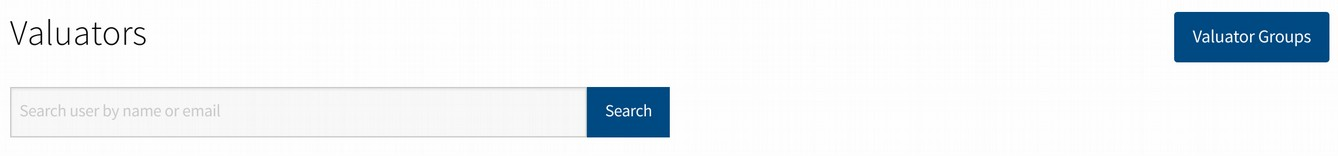 Valuators
Valuator Groups
Search user by name or email
Search